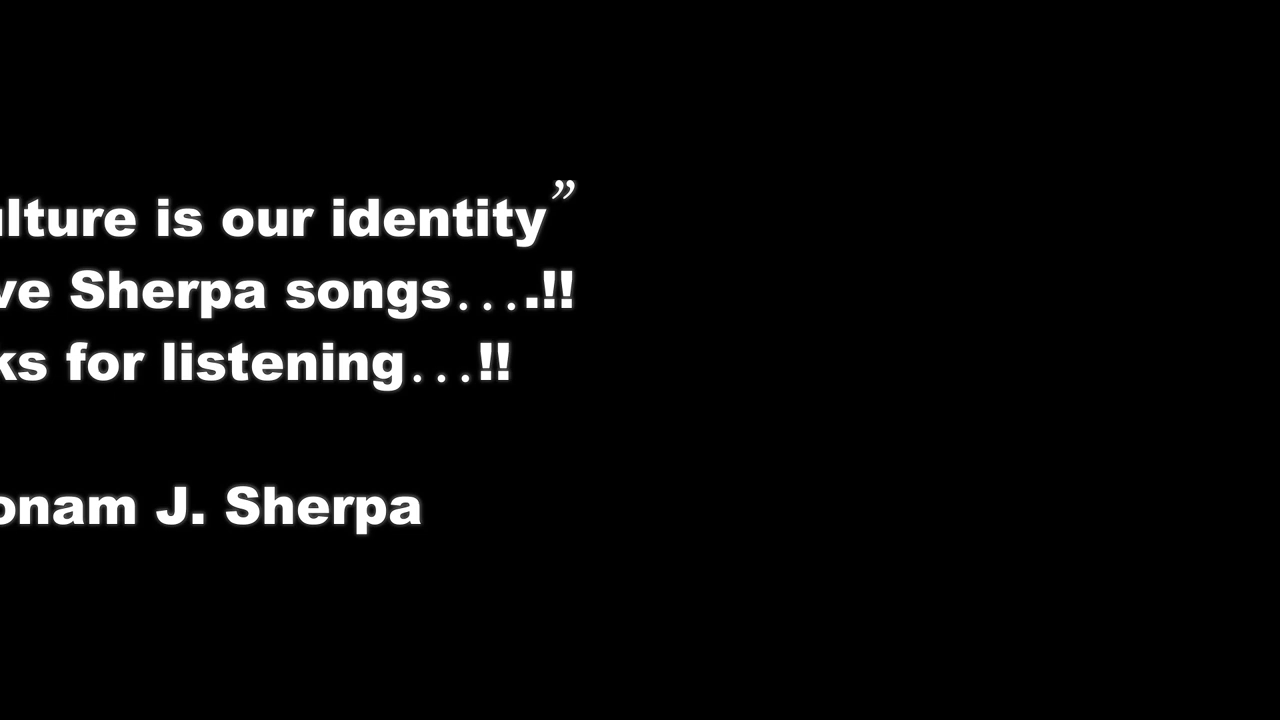 ulture is our identity”
ve Sherpa songs….!!
ks for listening…!!
onam J. Sherpa